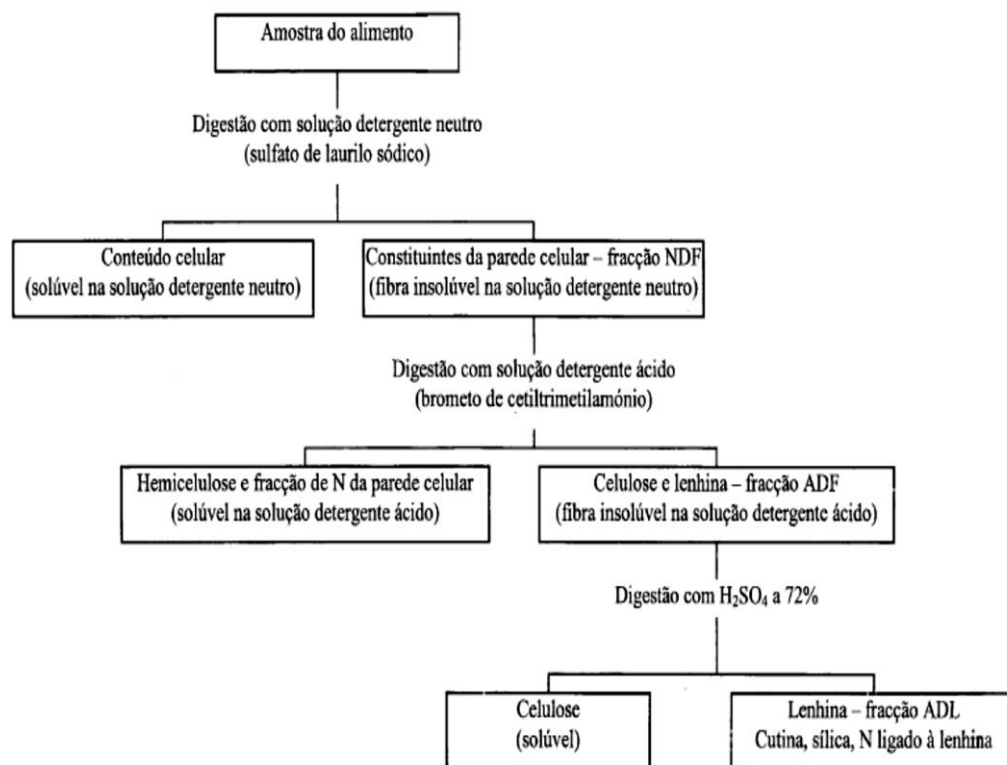 Amostra do alimento
Digestão com solução detergente neutro
(sulfato de laurilo sódico)
Conteúdo celular
(solúvel na solução detergente neutro)
Constituintes da parede celular – fracção NDF
(fibra insolúvel na solução detergente neutro)
Digestão com solução detergente ácido
(brometo de cetiltrimetilamónio)
Hemicelulose e fracção de N da parede celular
(solúvel na solução detergente ácido)
Celulose e lenhina – fracção ADF
(fibra insolúvel na solução detergente ácido)
Digestão com H₂SO₄ a 72%
Celulose
(solúvel)
Lenhina – fracção ADL
Cutina, sílica, N ligado à lenhina